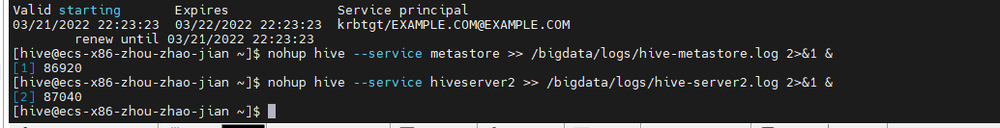 Valid starting       Expires              Service principal
03/21/2022 22:23:23  03/22/2022 22:23:23  krbtgt/EXAMPLE.COM@EXAMPLE.COM
        renew until 03/21/2022 22:23:23
[hive@ecs-x86-zhou-zhao-jian ~]$ nohup hive --service metastore >> /bigdata/logs/hive-metastore.log 2>&1 &
[1] 86920
[hive@ecs-x86-zhou-zhao-jian ~]$ nohup hive --service hiveserver2 >> /bigdata/logs/hive-server2.log 2>&1 &
[2] 87040
[hive@ecs-x86-zhou-zhao-jian ~]$